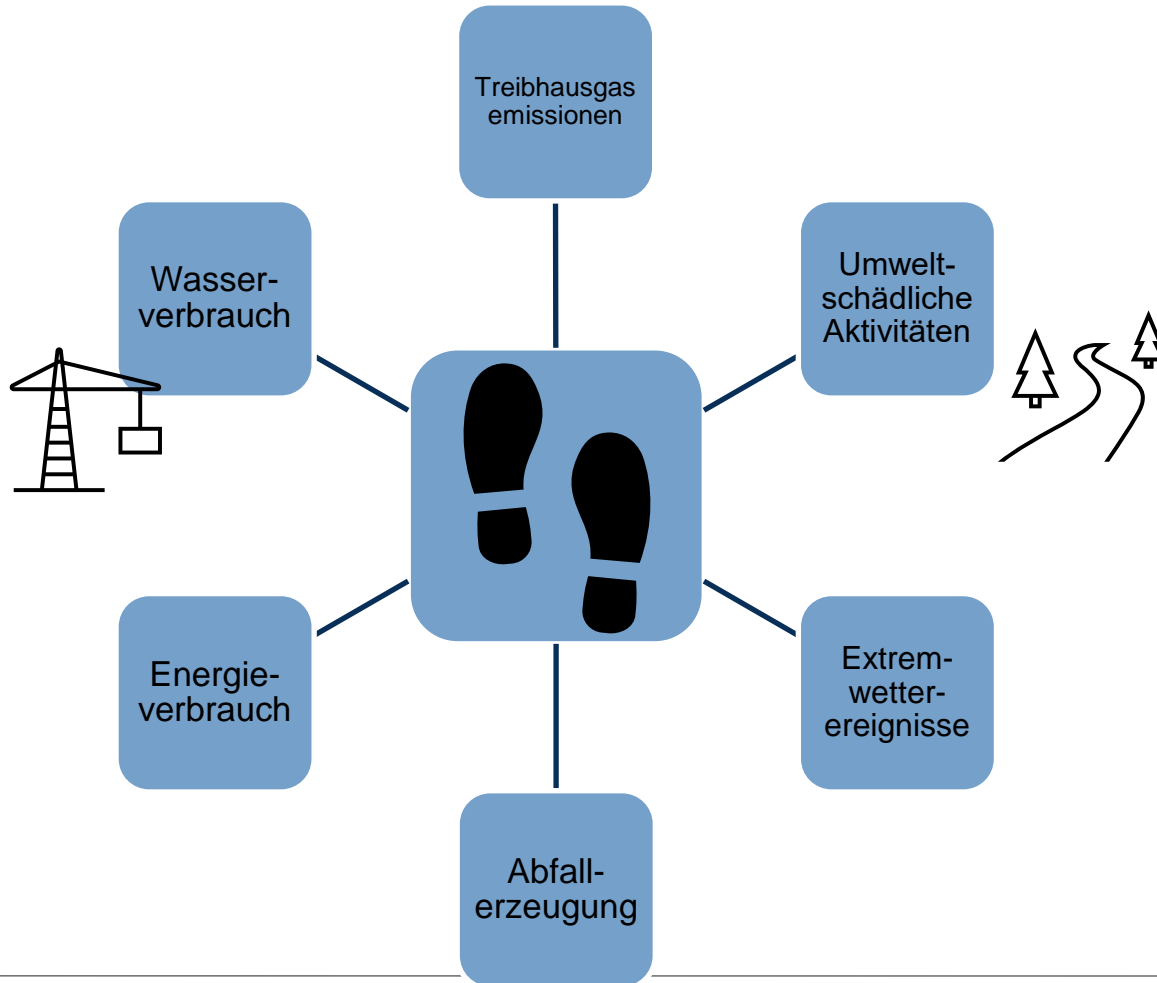 Treibhausgas
emissionen
Wasser-
verbrauch
Umwelt-
schädliche
Aktivitäten
Energie-
verbrauch
Extrem-
wetter-
ereignisse
Abfall-
erzeugung